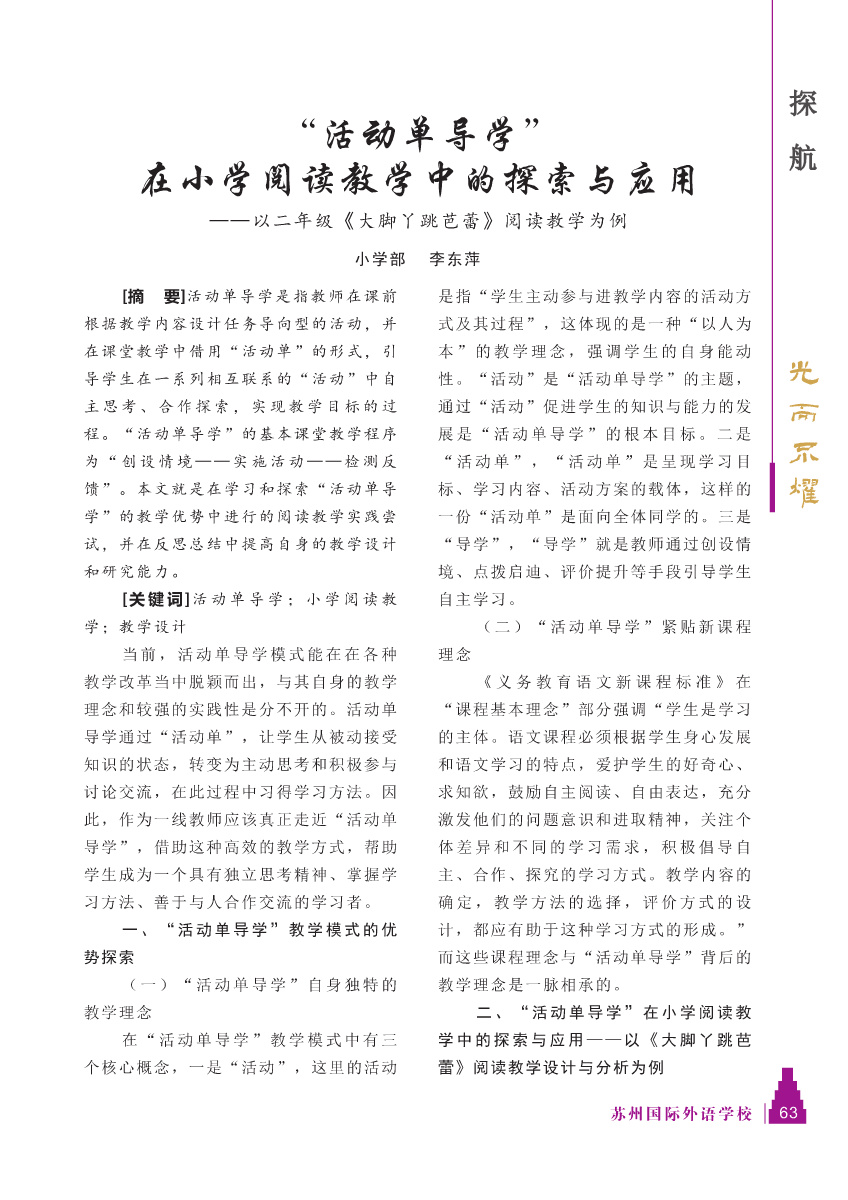 探
航
“活动单导学”
在小学阅读教学中的探索与应用
——以二年级《大脚丫跳芭蕾》阅读教学为例
小学部 李东萍
[摘 要]活动单导学是指教师在课前
根据教学内容设计任务导向型的活动，并
在课堂教学中借用“活动单”的形式，引
导学生在一系列相互联系的“活动”中自
主思考、合作探索，实现教学目标的过
程。“活动单导学”的基本课堂教学程序
为“创设情境——实施活动——检测反
馈”。本文就是在学习和探索“活动单导
学”的教学优势中进行的阅读教学实践尝
试，并在反思总结中提高自身的教学设计
和研究能力。
[关键词]活动单导学；小学阅读教
学；教学设计
当前，活动单导学模式能在在各种
教学改革当中脱颖而出，与其自身的教学
理念和较强的实践性是分不开的。活动单
导学通过“活动单”，让学生从被动接受
知识的状态，转变为主动思考和积极参与
讨论交流，在此过程中习得学习方法。因
此，作为一线教师应该真正走近“活动单
导学”，借助这种高效的教学方式，帮助
学生成为一个具有独立思考精神、掌握学
习方法、善于与人合作交流的学习者。
一、“活动单导学”教学模式的优
势探索
（一）“活动单导学”自身独特的
教学理念
在“活动单导学”教学模式中有三
个核心概念，一是“活动”，这里的活动
是指“学生主动参与进教学内容的活动方
式及其过程”，这体现的是一种“以人为
本”的教学理念，强调学生的自身能动
性。“活动”是“活动单导学”的主题，
通过“活动”促进学生的知识与能力的发
展是“活动单导学”的根本目标。二是
“活动单”，“活动单”是呈现学习目
标、学习内容、活动方案的载体，这样的
一份“活动单”是面向全体同学的。三是
“导学”，“导学”就是教师通过创设情
境、点拨启迪、评价提升等手段引导学生
自主学习。
（二）“活动单导学”紧贴新课程
理念
《义务教育语文新课程标准》在
“课程基本理念”部分强调“学生是学习
的主体。语文课程必须根据学生身心发展
和语文学习的特点，爱护学生的好奇心、
求知欲，鼓励自主阅读、自由表达，充分
激发他们的问题意识和进取精神，关注个
体差异和不同的学习需求，积极倡导自
主、合作、探究的学习方式。教学内容的
确定，教学方法的选择，评价方式的设
计，都应有助于这种学习方式的形成。”
而这些课程理念与“活动单导学”背后的
教学理念是一脉相承的。
二、“活动单导学”在小学阅读教
学中的探索与应用——以《大脚丫跳芭
蕾》阅读教学设计与分析为例
光
而
不
耀
苏州国际外语学校 63